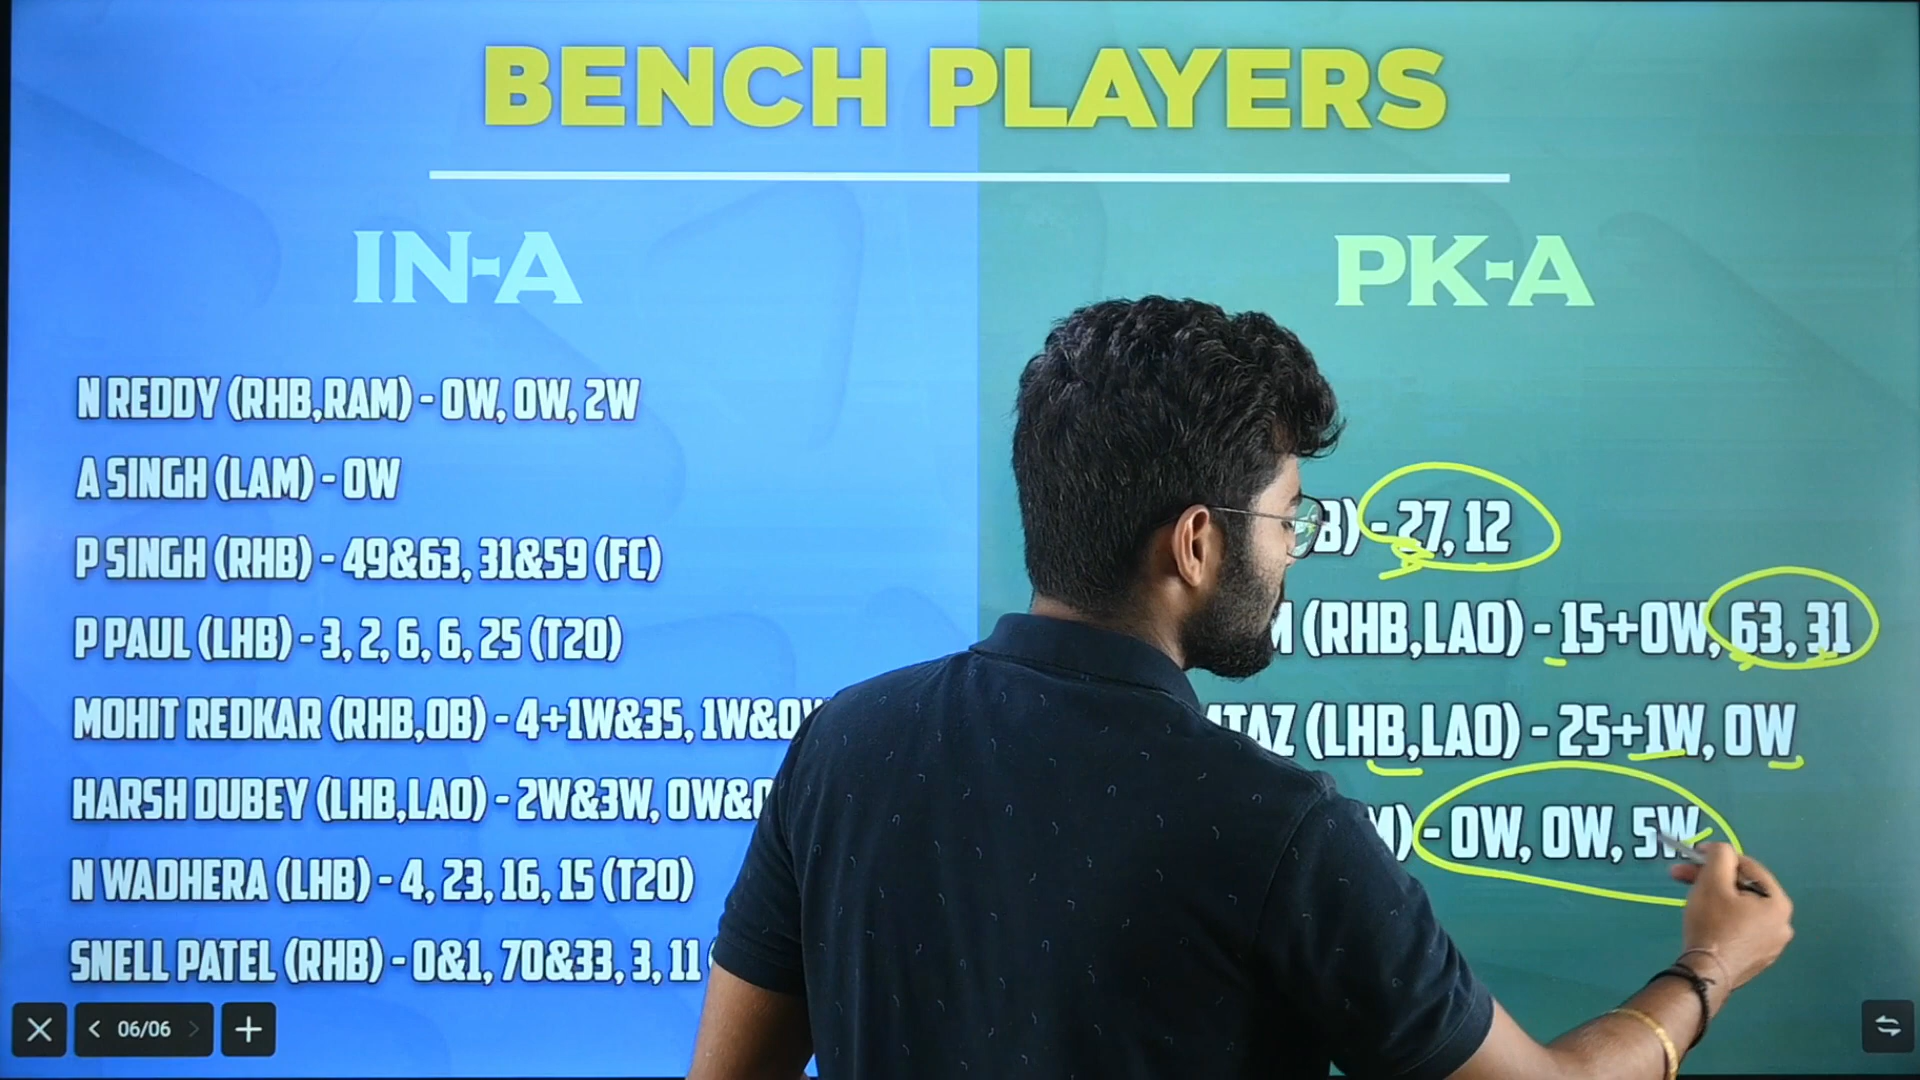 BENCH PLAYERS
IN-A
N REDDY (RHB,RAM) - 0W, 0W, 2W
A SINGH (LAM) - 0W
P SINGH (RHB) - 49&63, 31&59 (FC)
P PAUL (LHB) - 3, 2, 6, 6, 25 (T20)
MOHIT REDKAR (RHB,OB) - 4+1W&35, 1W&0W
HARSH DUBEY (LHB,LAO) - 2W&3W, 0W&
N WADHERA (LHB) - 4, 23, 16, 15 (T20)
SNELL PATEL (RHB) - 0&1, 70&33, 3, 11
PK-A
B) - 27, 12
M (RHB,LAO) - 15+0W, 63, 31
TAZ (LHB,LAO) - 25+1W, 0W
M) - 0W, 0W, 5W
06/06